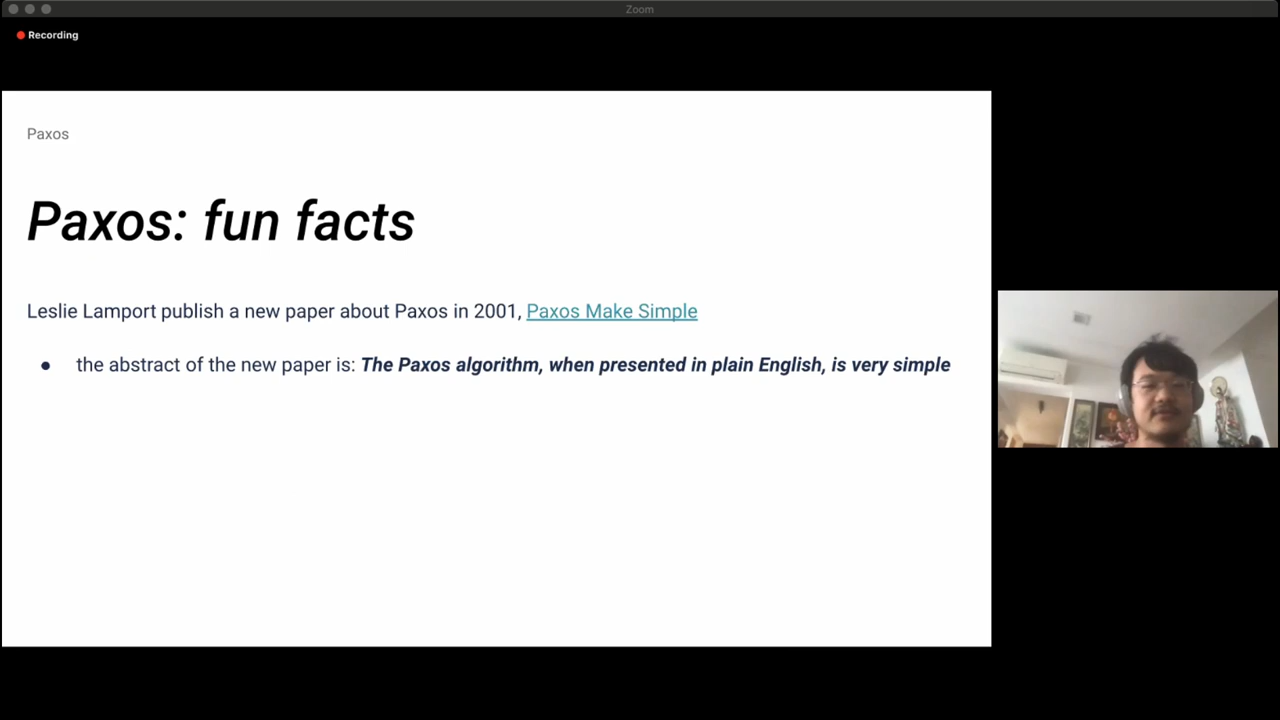 Zoom
Recording
Paxos
Paxos: fun facts
Leslie Lamport publish a new paper about Paxos in 2001, Paxos Make Simple
● the abstract of the new paper is: The Paxos algorithm, when presented in plain English, is very simple